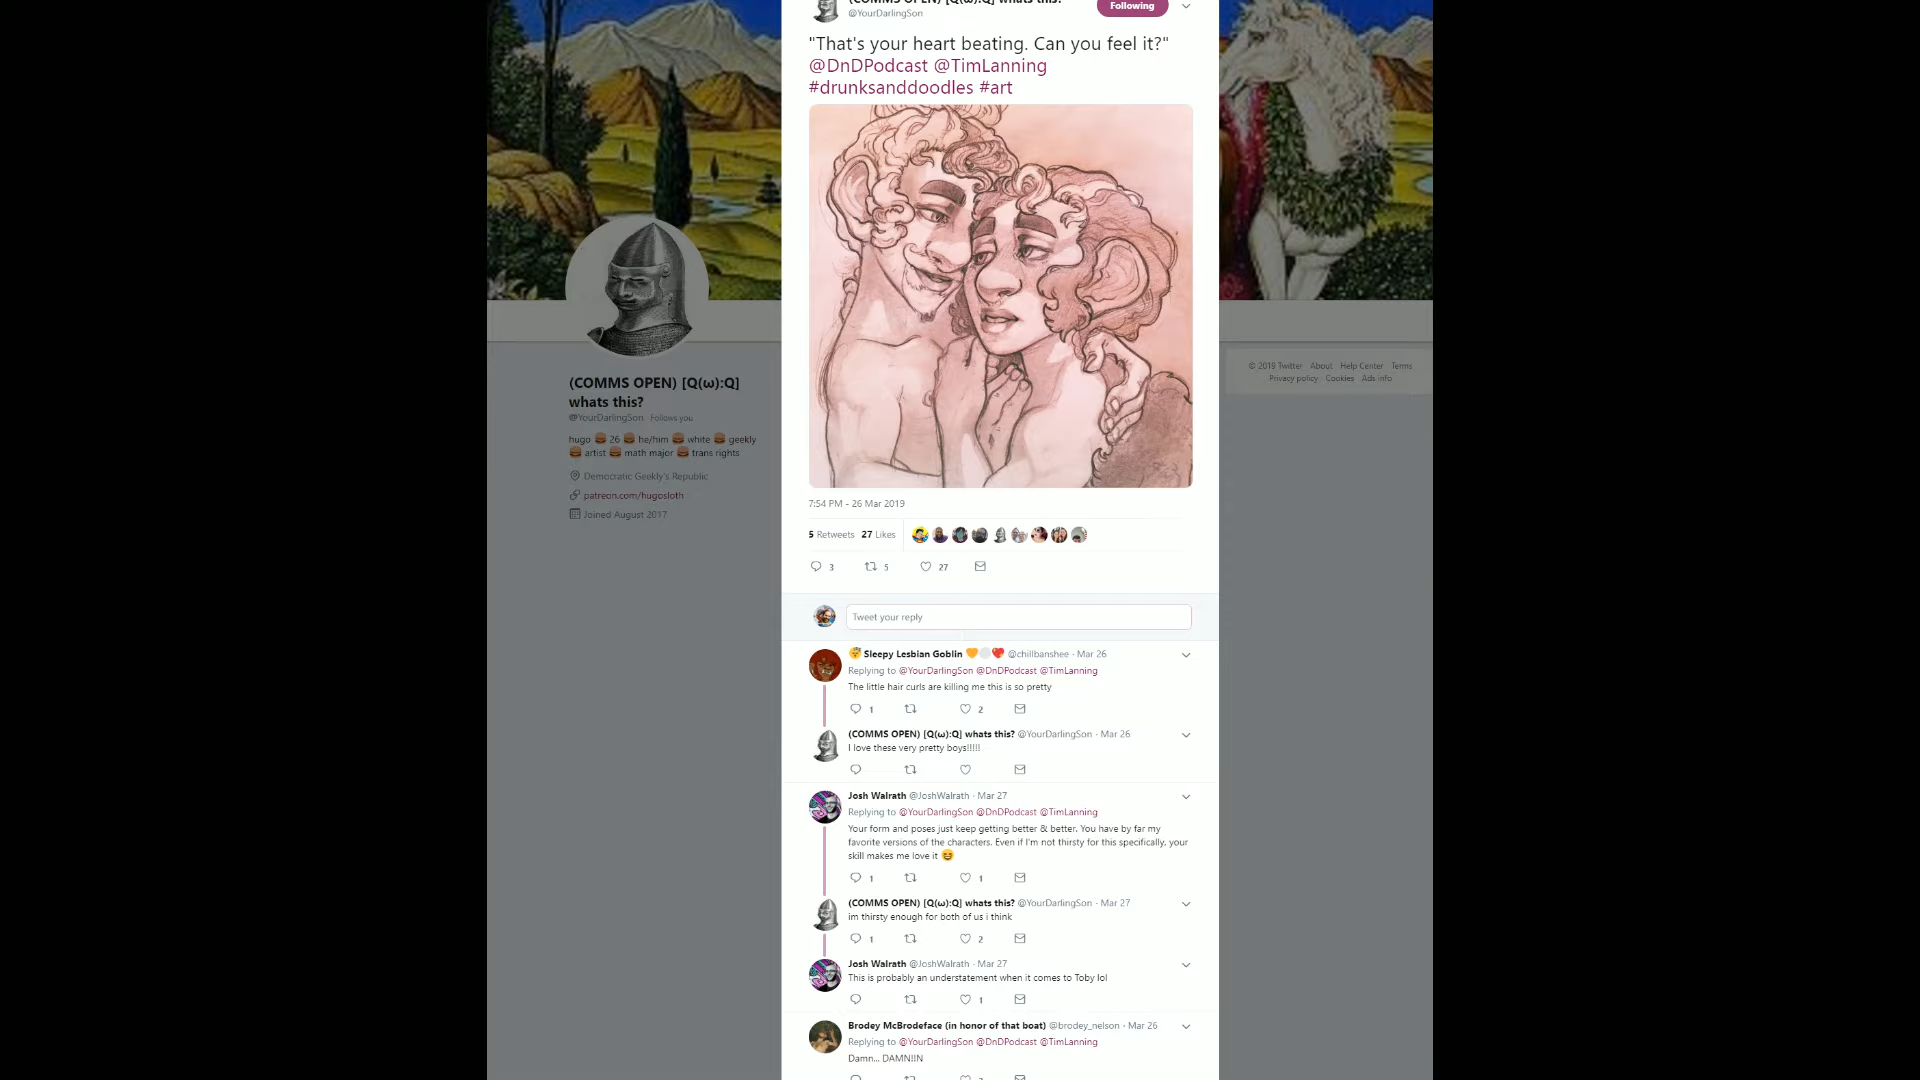 (COMMS OPEN) [Q(ω):Q] whats this?
@YourDarlingSon
Following
"That's your heart beating. Can you feel it?"
@DnDPodcast @TimLanning
#drunksanddoodles #art
7:54 PM - 26 Mar 2019
5 Retweets 27 Likes
3 5 27
Tweet your reply
Sleepy Lesbian Goblin 🧡 @chillbanshee · Mar 26
Replying to @YourDarlingSon @DnDPodcast @TimLanning
The little hair curls are killing me this is so pretty
1 2
(COMMS OPEN) [Q(ω):Q] whats this? @YourDarlingSon · Mar 26
I love these very pretty boys!!!!!
Josh Walrath @JoshWalrath · Mar 27
Replying to @YourDarlingSon @DnDPodcast @TimLanning
Your form and poses just keep getting better & better. You have by far my
favorite versions of the characters. Even if I'm not thirsty for this specifically, your
skill makes me love it 😄
1 1
(COMMS OPEN) [Q(ω):Q] whats this? @YourDarlingSon · Mar 27
im thirsty enough for both of us i think
1 2
Josh Walrath @JoshWalrath · Mar 27
This is probably an understatement when it comes to Toby lol
1
Brodey McBrodeface (in honor of that boat) @brodey_nelson · Mar 26
Replying to @YourDarlingSon @DnDPodcast @TimLanning
Damn... DAMN!!N
(COMMS OPEN) [Q(ω):Q]
whats this?
@YourDarlingSon Follows you
hugo 🍔 26 🍔 he/him 🍔 white 🍔 geekly
🍔 artist 🍔 math major 🍔 trans rights
Democratic Geekly's Republic
patreon.com/hugosloth
Joined August 2017
© 2019 Twitter About Help Center Terms
Privacy policy Cookies Ads info